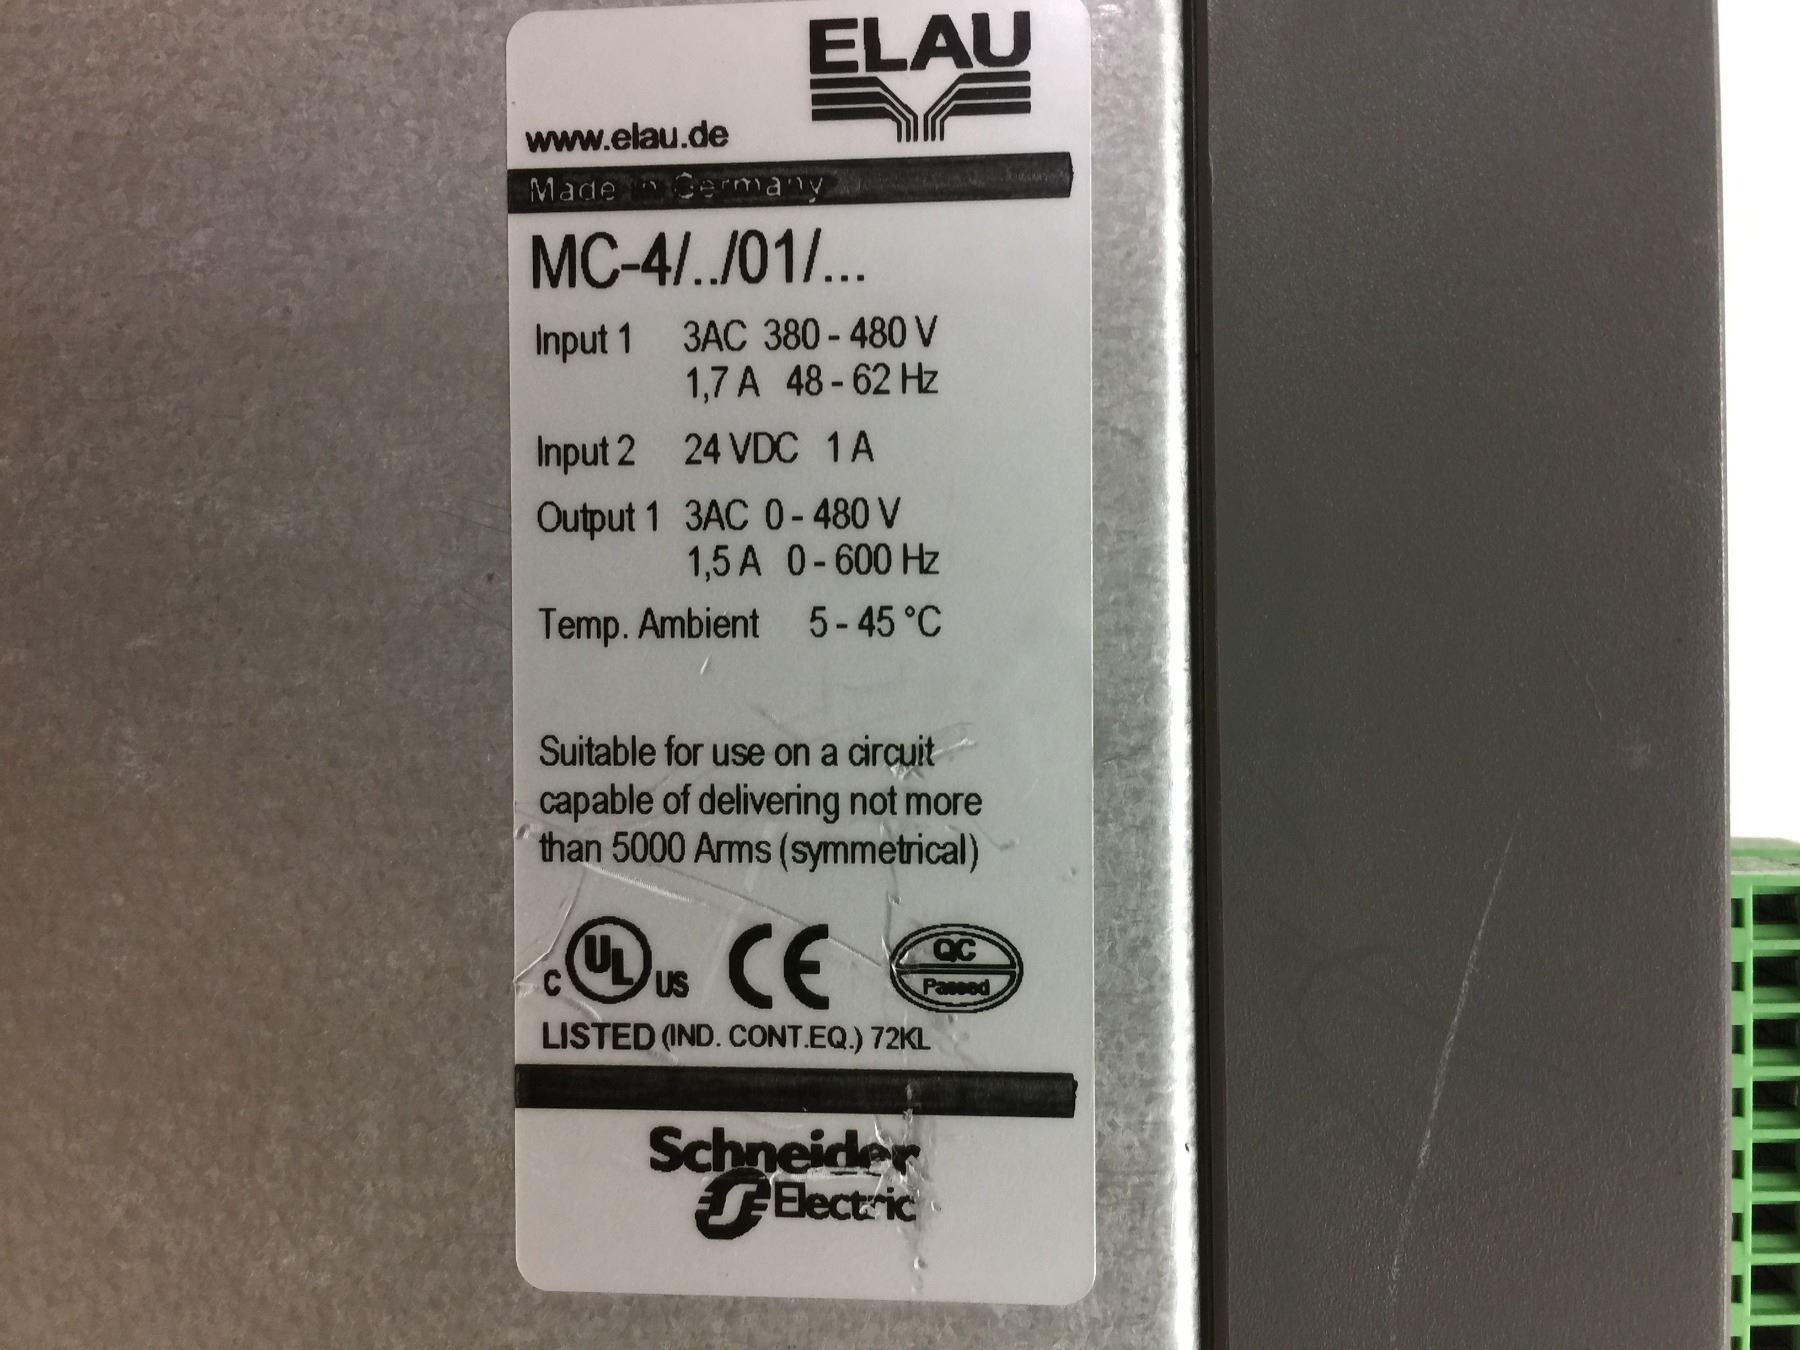 ELAU
www.elau.de
Made in Germany
MC-4/../01/...
Input 1 3AC 380 - 480 V
1,7 A 48 - 62 Hz
Input 2 24 VDC 1 A
Output 1 3AC 0 - 480 V
1,5 A 0 - 600 Hz
Temp. Ambient 5 - 45 °C
Suitable for use on a circuit
capable of delivering not more
than 5000 Arms (symmetrical)
C UL US CE QC
Passed
LISTED (IND. CONT.EQ.) 72KL
Schneider
Electric